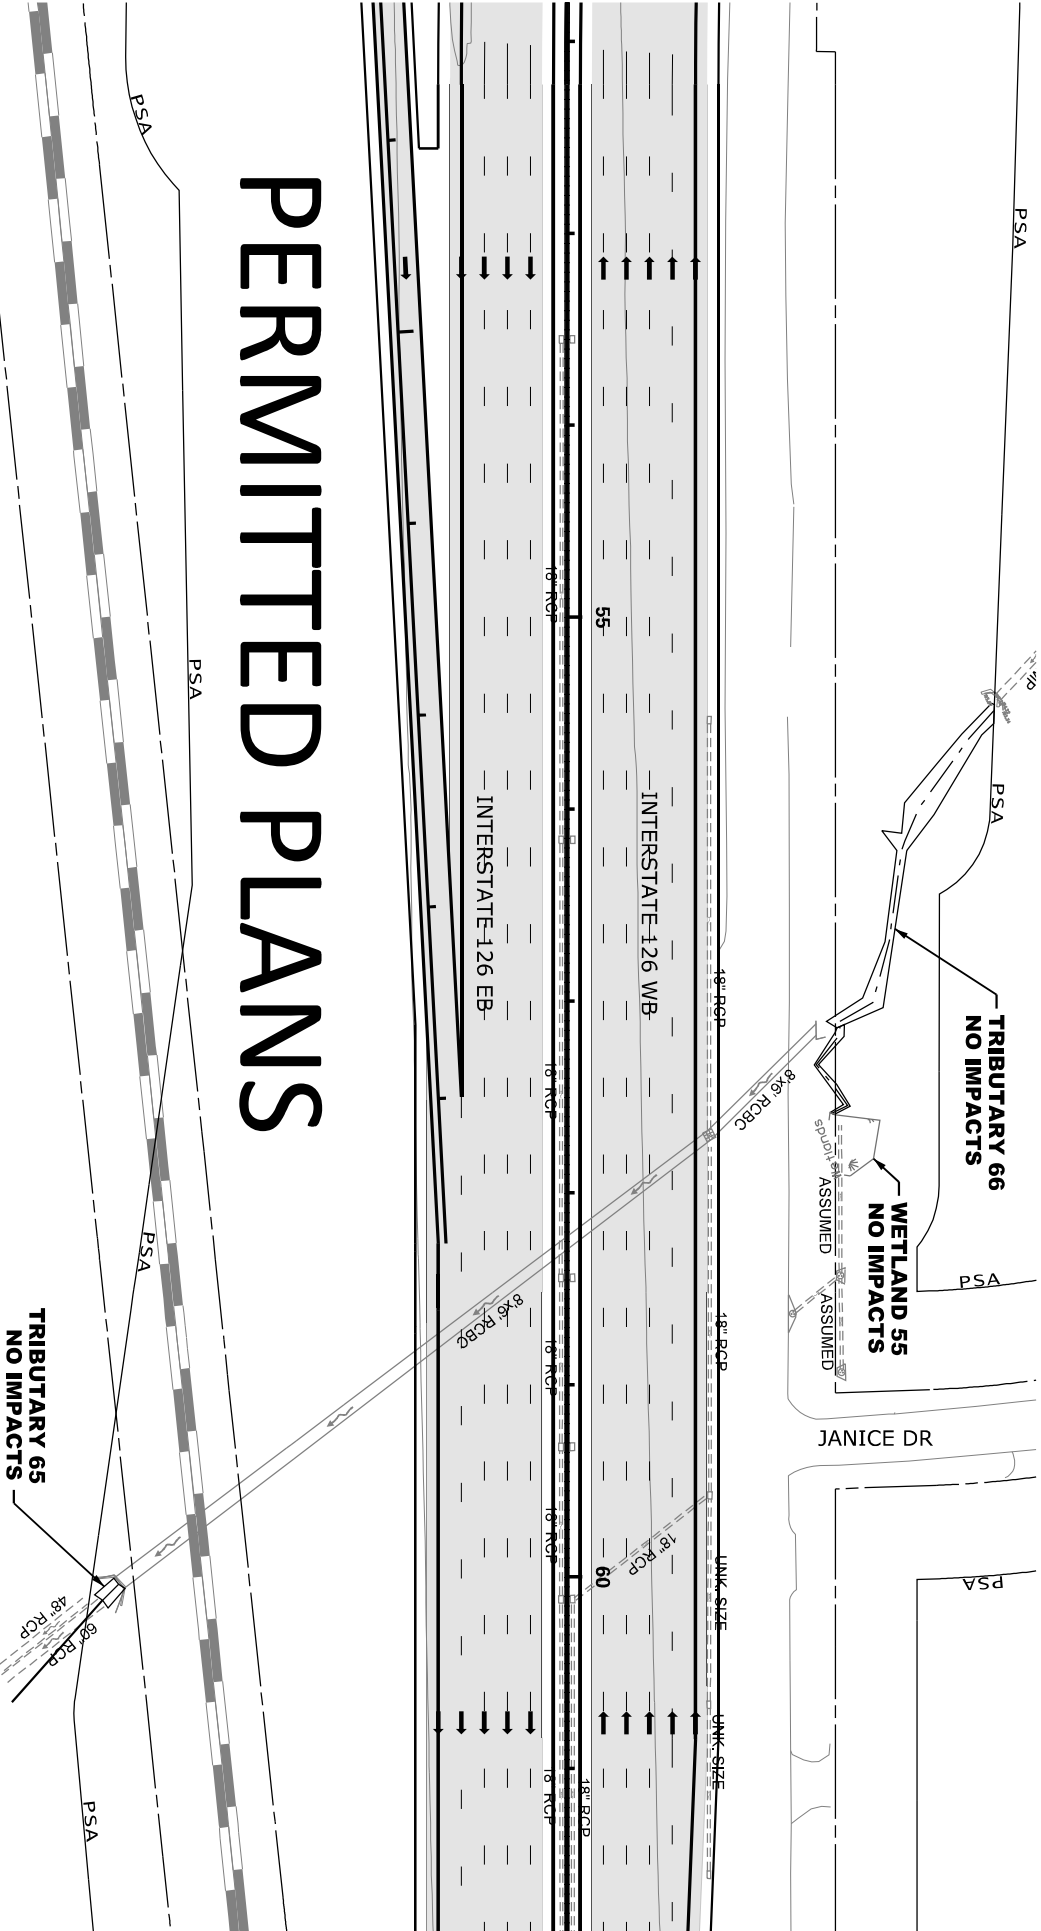 PERMITTED PLANS
PSA
PSA
PSA
PSA
PSA
PSA
PSA
PSA
INTERSTATE 126 EB
INTERSTATE 126 WB
55
60
18" RCP
18" RCP
18" RCP
18" RCP
18" RCP
18" RCP
18" RCP
18" RCP
18" RCP
UNK. SIZE
UNK. SIZE
8'x6' RCBC
8'x6' RCBC
TRIBUTARY 66
NO IMPACTS
WETLAND 55
NO IMPACTS
Wetlands
ASSUMED
ASSUMED
JANICE DR
TRIBUTARY 65
NO IMPACTS
48" RCP
60" RCP